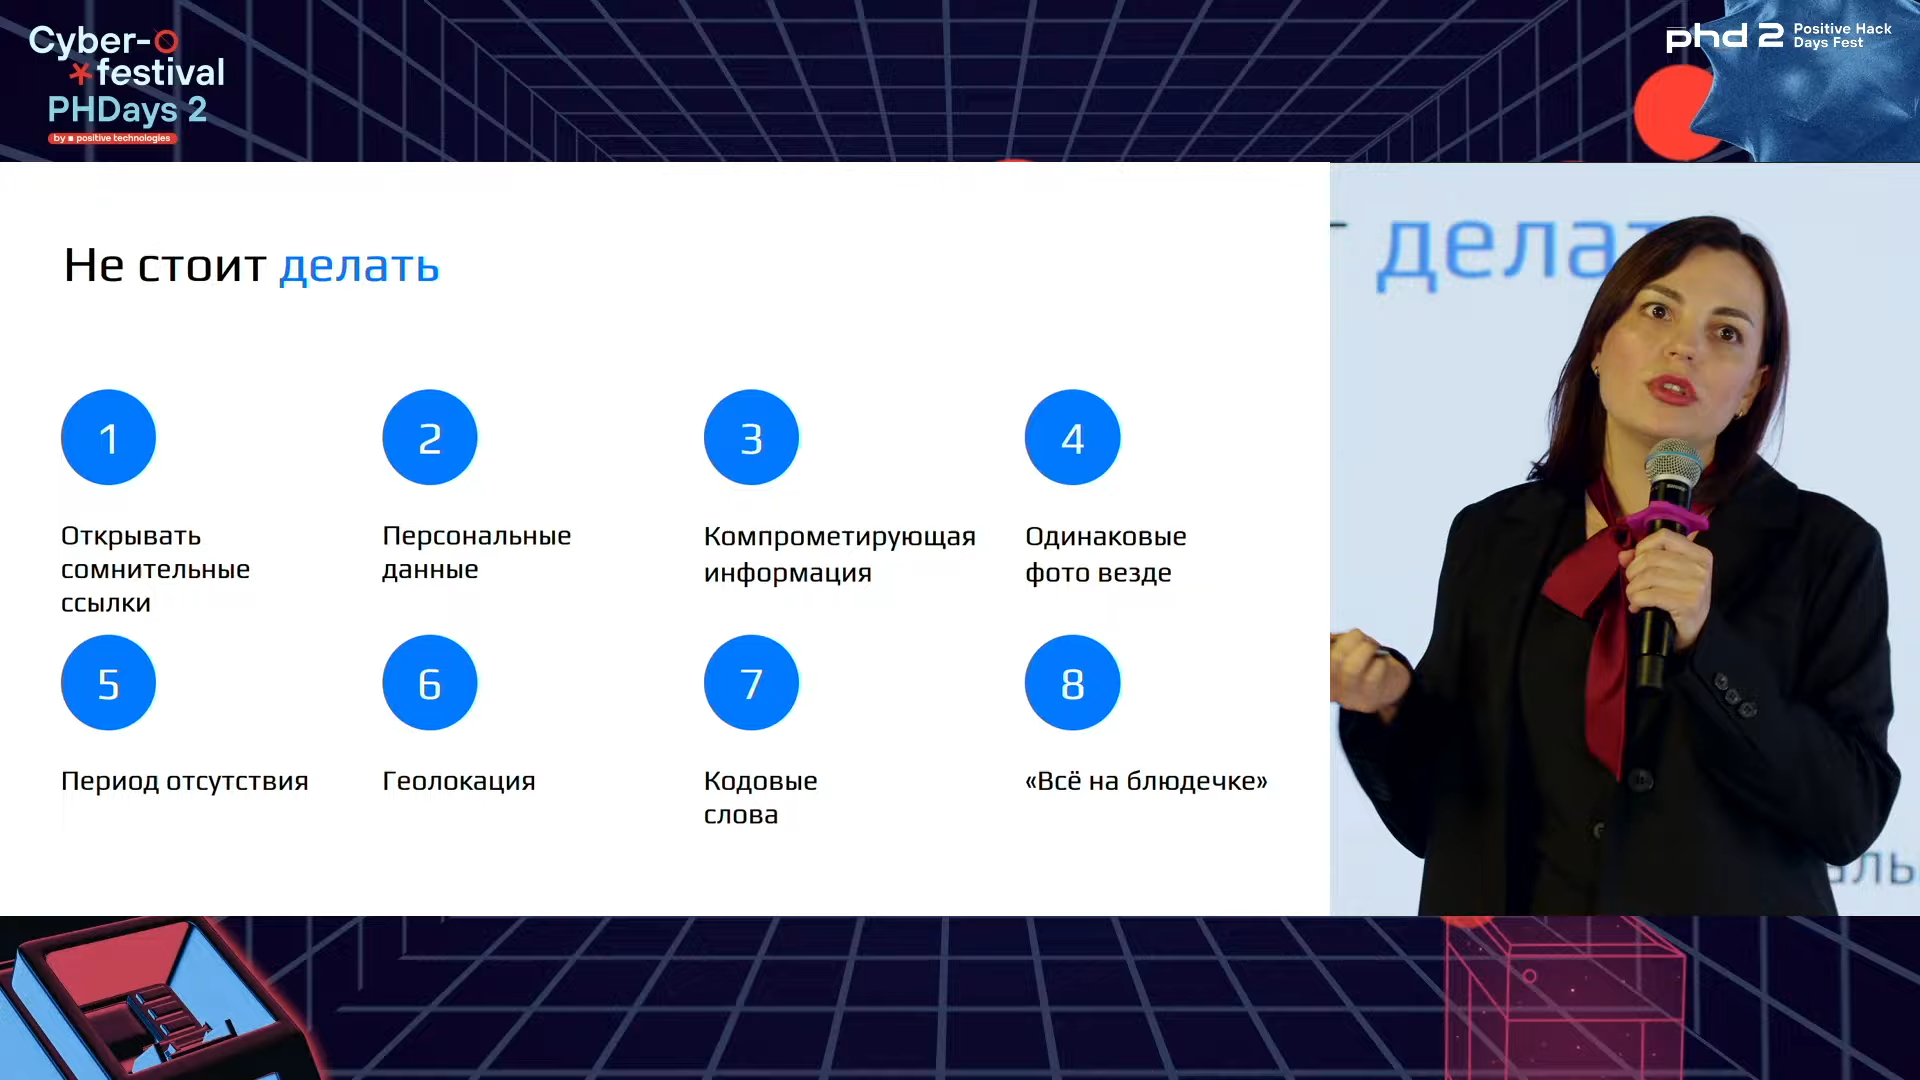 Cyber-
festival
PHDays 2
by positive technologies
phd 2
Positive Hack
Days Fest
Не стоит делать
делат
1
2
3
4
Открывать
сомнительные
ссылки
Персональные
данные
Компрометирующая
информация
Одинаковые
фото везде
5
6
7
8
Период отсутствия
Геолокация
Кодовые
слова
«Всё на блюдечке»